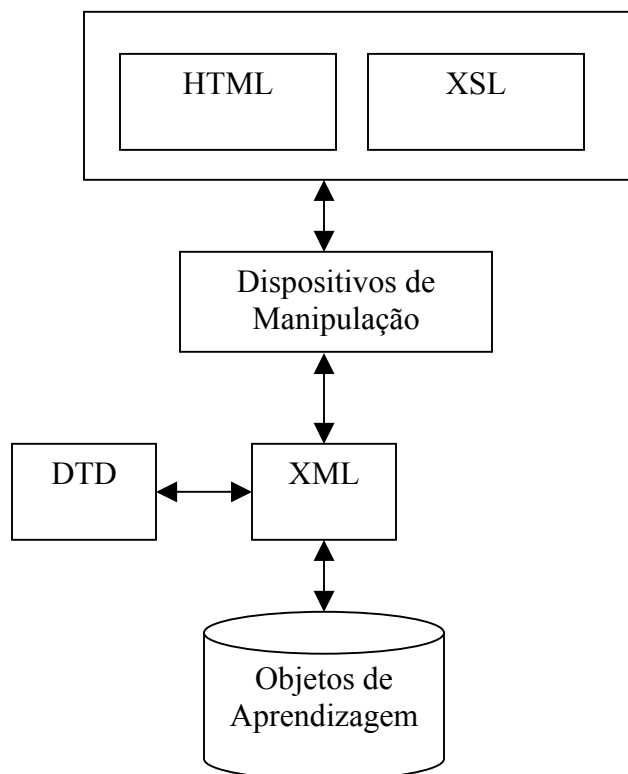 HTML
XSL
Dispositivos de
Manipulação
DTD
XML
Objetos de
Aprendizagem